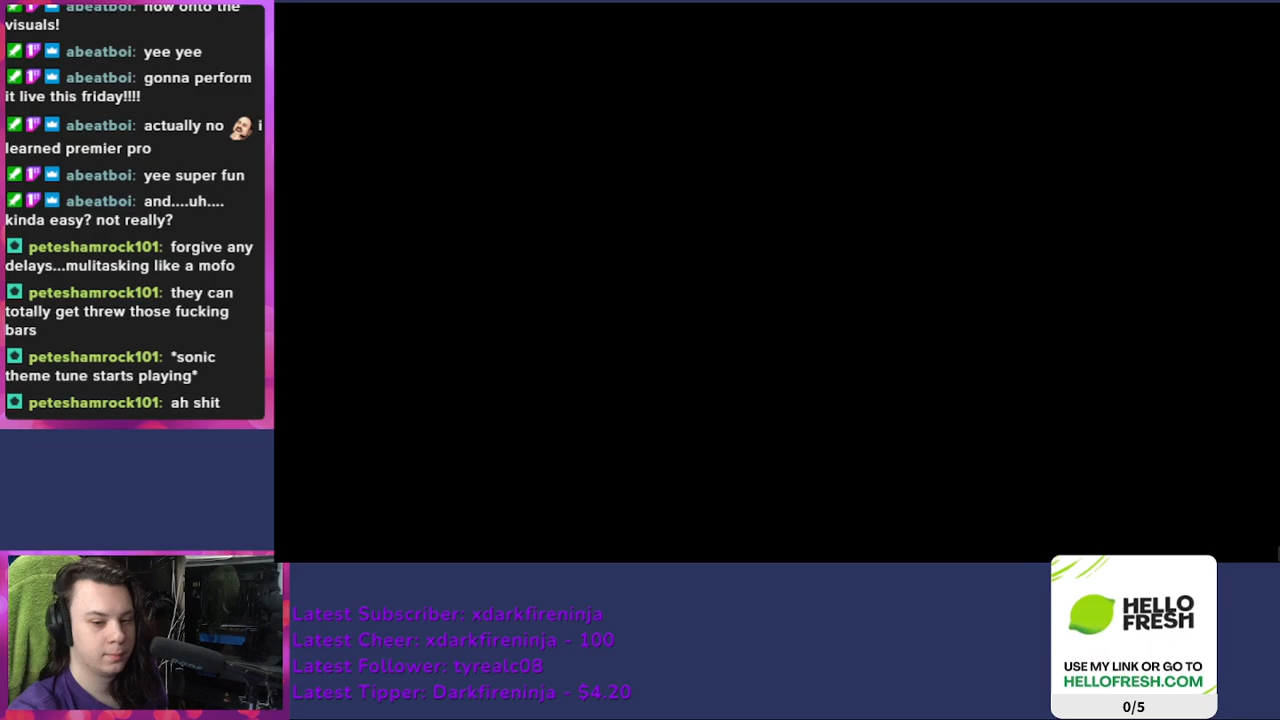 now onto the
visuals!
abeatboi: yee yee
abeatboi: gonna perform
it live this friday!!!!
abeatboi: actually no i
learned premier pro
abeatboi: yee super fun
abeatboi: and....uh....
kinda easy? not really?
peteshamrock101: forgive any
delays...mulitasking like a mofo
peteshamrock101: they can
totally get threw those fucking
bars
peteshamrock101: *sonic
theme tune starts playing*
peteshamrock101: ah shit
Latest Subscriber: xdarkfireninja
Latest Cheer: xdarkfireninja - 100
Latest Follower: tyrealc08
Latest Tipper: Darkfireninja - $4.20
HELLO
FRESH
USE MY LINK OR GO TO
HELLOFRESH.COM
0/5